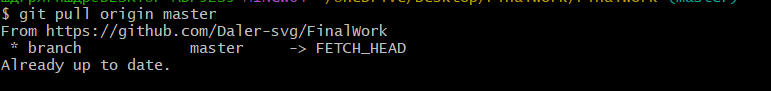 $ git pull origin master
From https://github.com/Daler-svg/FinalWork
 * branch            master     -> FETCH_HEAD
Already up to date.